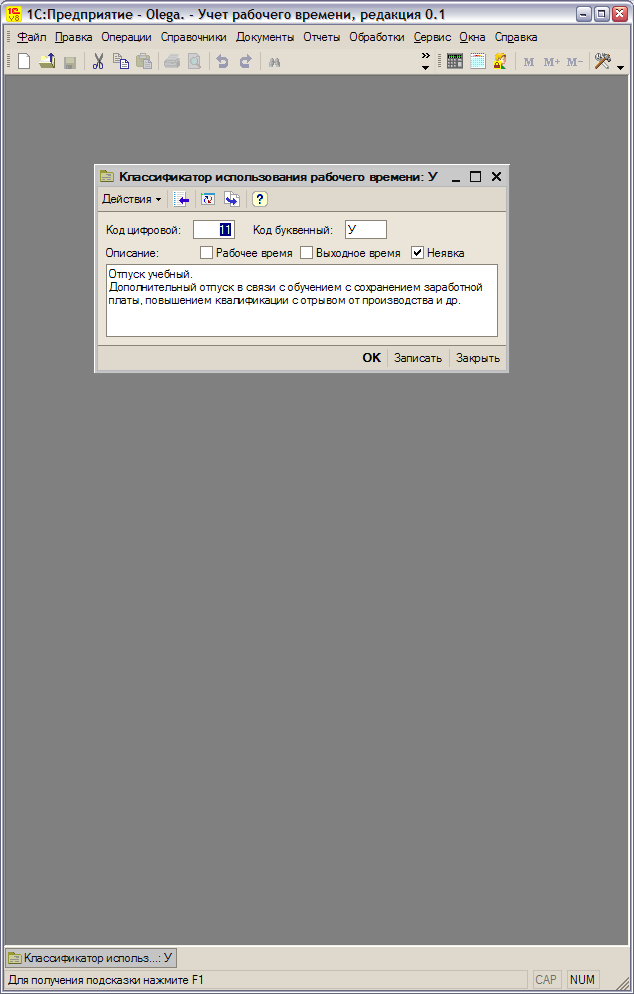 1С:Предприятие - Olega. - Учет рабочего времени, редакция 0.1
Файл Правка Операции Справочники Документы Отчеты Обработки Сервис Окна Справка
M M+ M-
Классификатор использования рабочего времени: У
Действия
Код цифровой: 11 Код буквенный: У
Описание: Рабочее время Выходное время Неявка
Отпуск учебный.
Дополнительный отпуск в связи с обучением с сохранением заработной
платы, повышением квалификации с отрывом от производства и др.
OK Записать Закрыть
Классификатор использ...: У
Для получения подсказки нажмите F1 CAP NUM